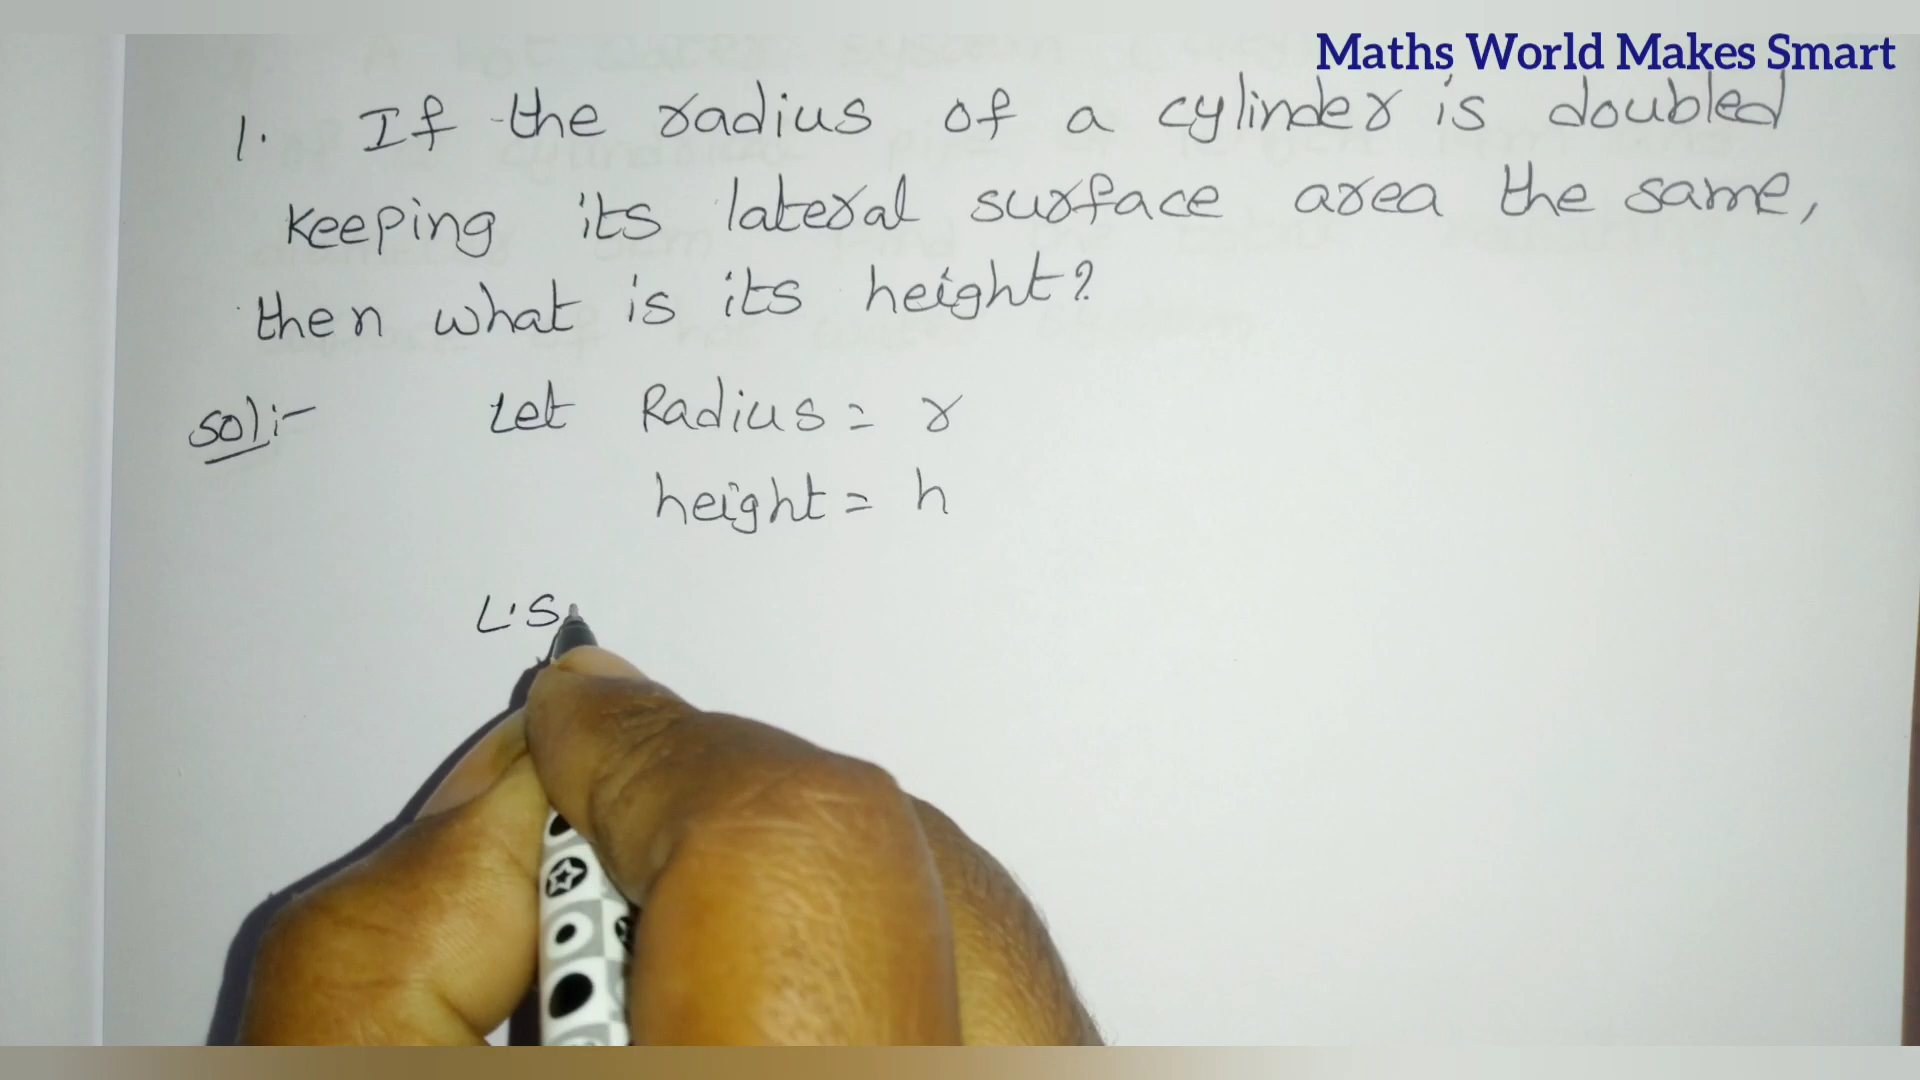 Maths World Makes Smart
1. If the radius of a cylinder is doubled
keeping its lateral surface area the same,
then what is its height?
Sol:- Let Radius = r
height = h
L.S